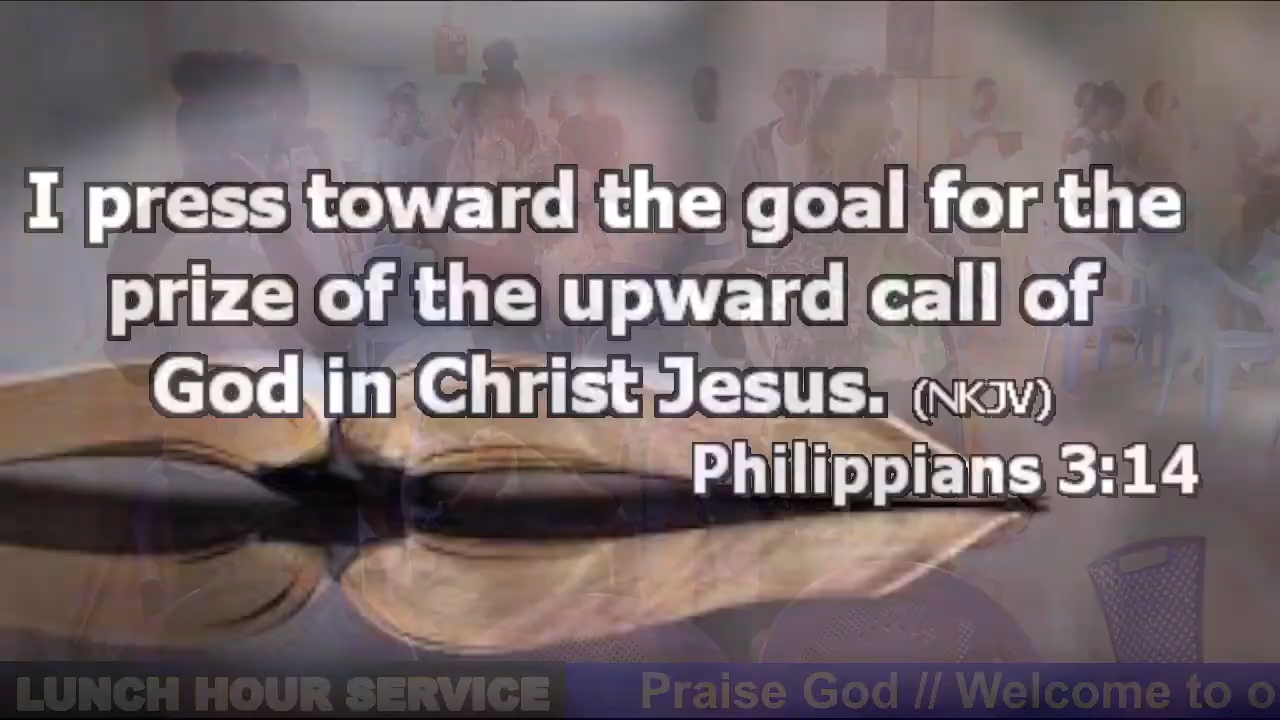 I press toward the goal for the
prize of the upward call of
God in Christ Jesus. (NKJV)
Philippians 3:14
LUNCH HOUR SERVICE
Praise God // Welcome to